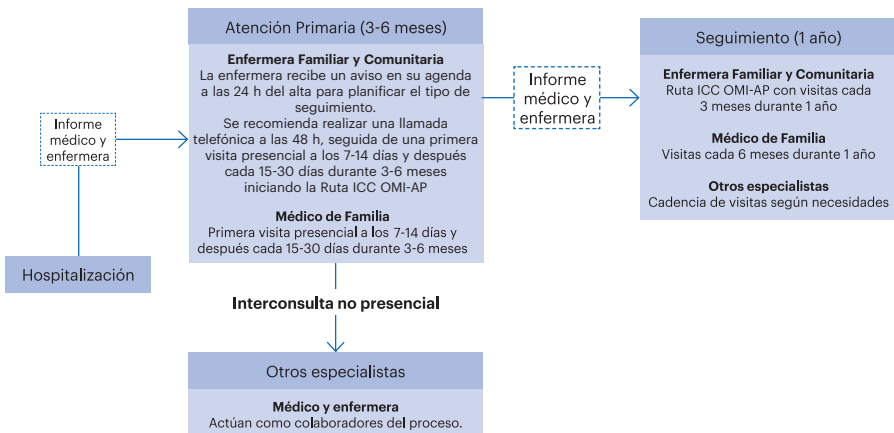 Hospitalización
Informe
médico y
enfermera
Atención Primaria (3-6 meses)
Enfermera Familiar y Comunitaria
La enfermera recibe un aviso en su agenda
a las 24 h del alta para planificar el tipo de
seguimiento.
Se recomienda realizar una llamada
telefónica a las 48 h, seguida de una primera
visita presencial a los 7-14 días y después
cada 15-30 días durante 3-6 meses
iniciando la Ruta ICC OMI-AP
Médico de Familia
Primera visita presencial a los 7-14 días y
después cada 15-30 días durante 3-6 meses
Interconsulta no presencial
Otros especialistas
Médico y enfermera
Actúan como colaboradores del proceso.
Informe
médico y
enfermera
Seguimiento (1 año)
Enfermera Familiar y Comunitaria
Ruta ICC OMI-AP con visitas cada
3 meses durante 1 año
Médico de Familia
Visitas cada 6 meses durante 1 año
Otros especialistas
Cadencia de visitas según necesidades